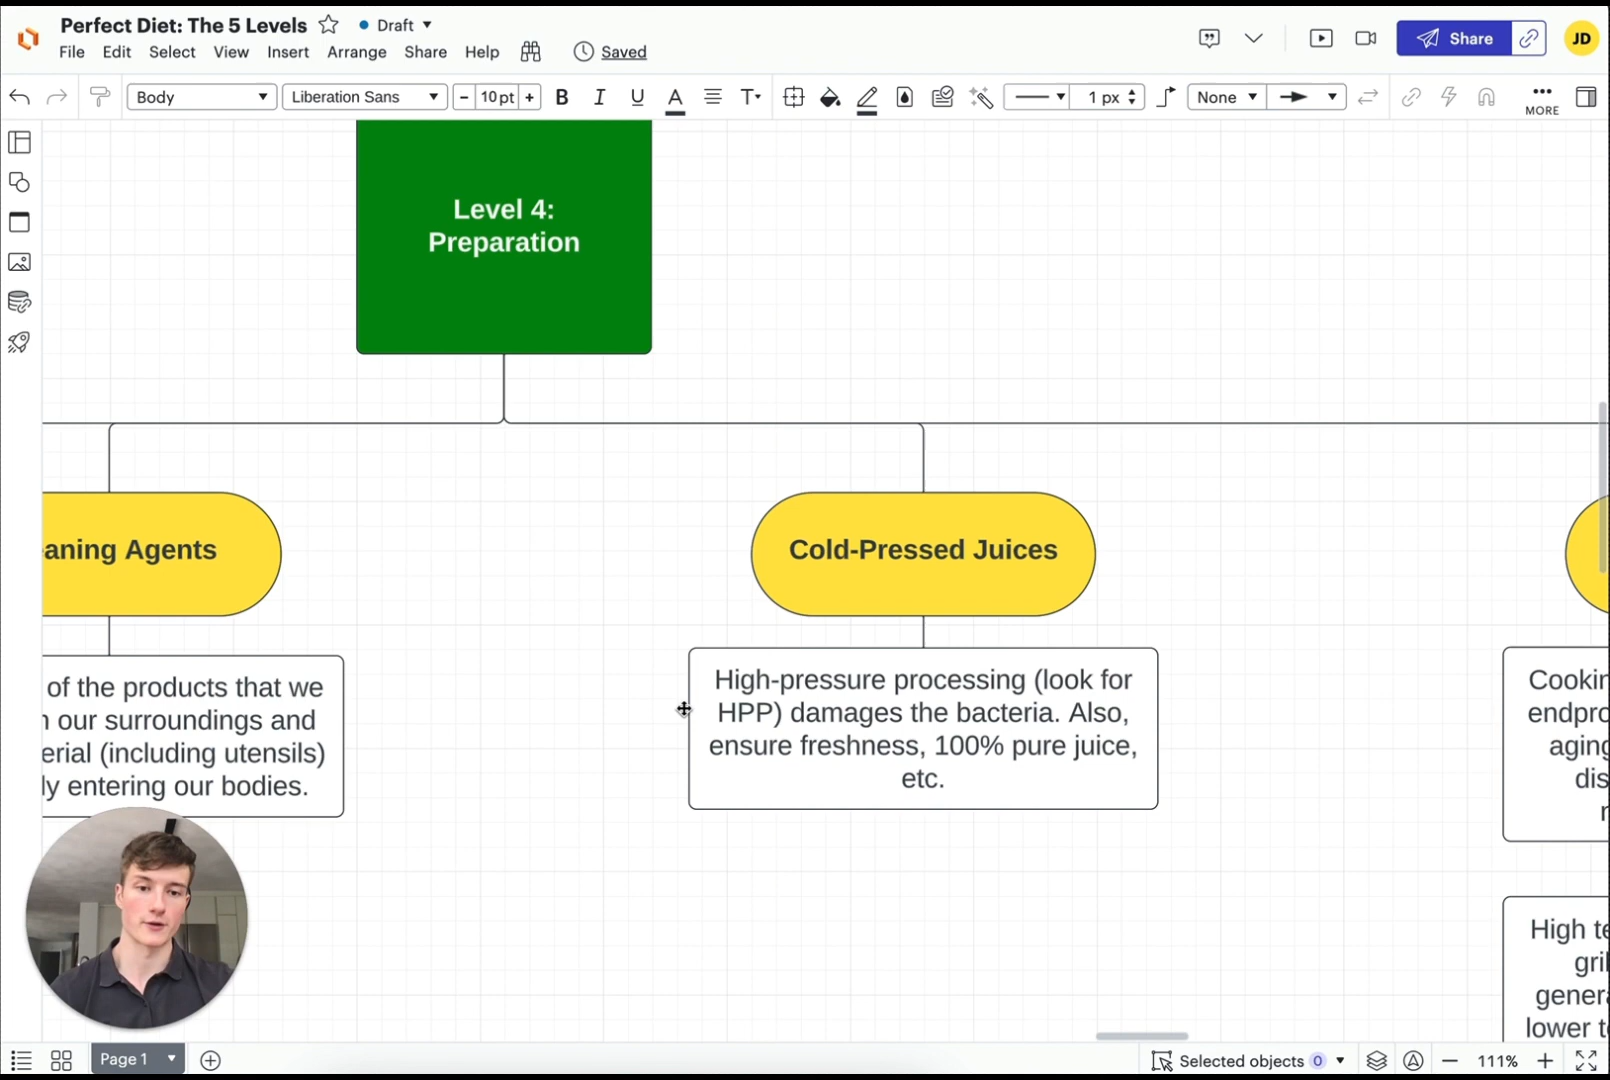 Perfect Diet: The 5 Levels
Draft
File Edit Select View Insert Arrange Share Help Saved
Share
JD
Body
Liberation Sans
- 10 pt +
B I U A T
1 px
None
MORE
Level 4:
Preparation
eaning Agents
Cold-Pressed Juices
of the products that we
n our surroundings and
erial (including utensils)
ly entering our bodies.
High-pressure processing (look for
HPP) damages the bacteria. Also,
ensure freshness, 100% pure juice,
etc.
Cookin
endpro
aging
dis
r
High te
gril
genera
lower t
Page 1
Selected objects 0
111%